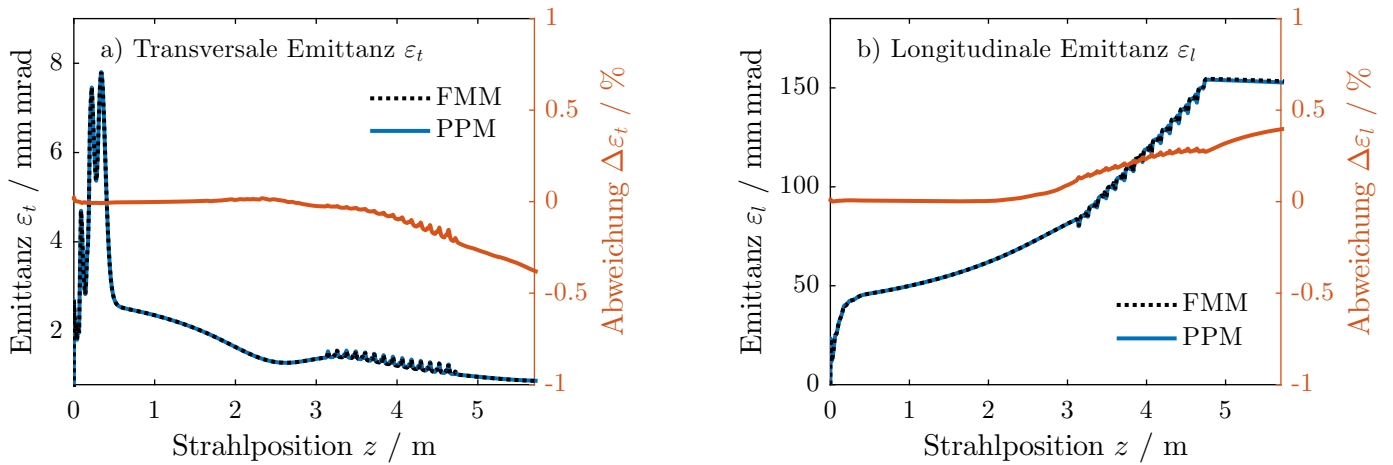 a) Transversale Emittanz εt
FMM
PPM
Emittanz εt / mm mrad
8
6
4
2
0 1 2 3 4 5
Strahlposition z / m
1
0.5
0
-0.5
-1
Abweichung Δεt / %
b) Longitudinale Emittanz εl
FMM
PPM
Emittanz εl / mm mrad
150
100
50
0
0 1 2 3 4 5
Strahlposition z / m
1
0.5
0
-0.5
-1
Abweichung Δεl / %